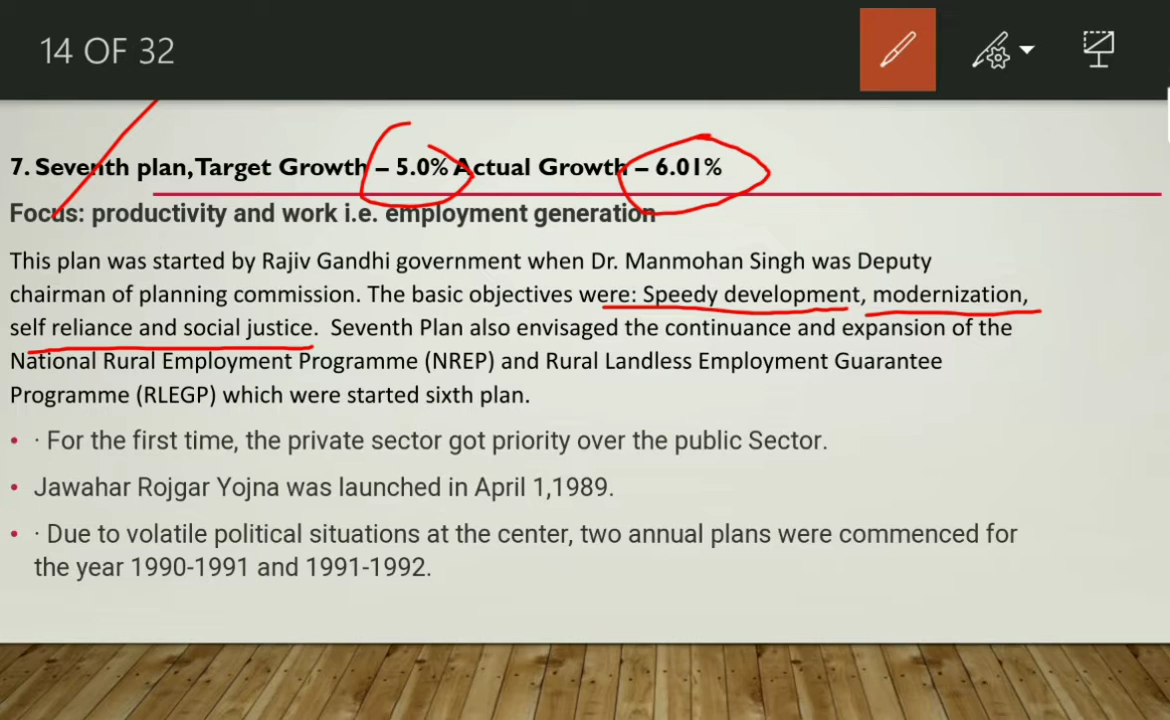 14 OF 32
7. Seventh plan, Target Growth – 5.0% Actual Growth – 6.01%
Focus: productivity and work i.e. employment generation
This plan was started by Rajiv Gandhi government when Dr. Manmohan Singh was Deputy
chairman of planning commission. The basic objectives were: Speedy development, modernization,
self reliance and social justice.  Seventh Plan also envisaged the continuance and expansion of the
National Rural Employment Programme (NREP) and Rural Landless Employment Guarantee
Programme (RLEGP) which were started sixth plan.
• · For the first time, the private sector got priority over the public Sector.
• Jawahar Rojgar Yojna was launched in April 1,1989.
• · Due to volatile political situations at the center, two annual plans were commenced for
the year 1990-1991 and 1991-1992.